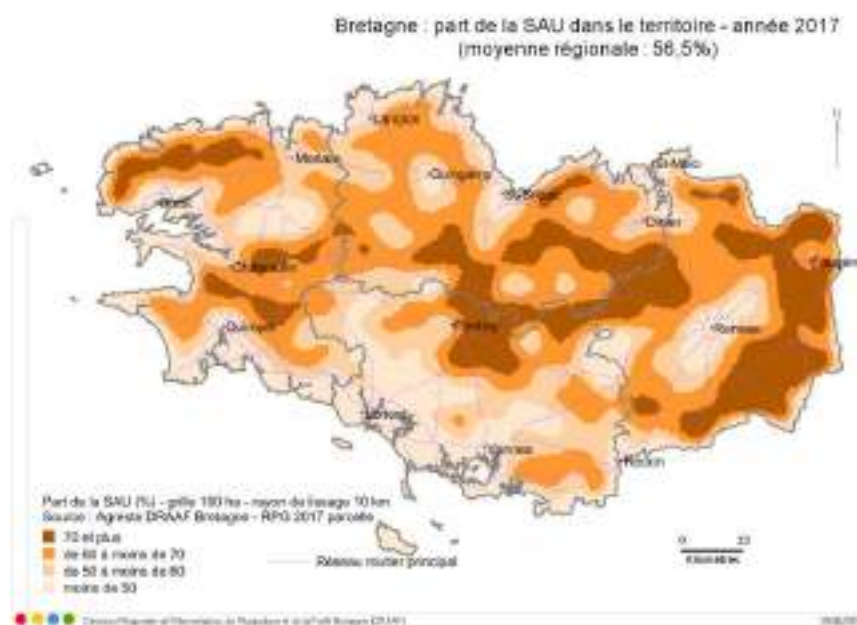 Bretagne : part de la SAU dans le territoire - année 2017
(moyenne régionale : 56,5%)
Lannion
Morlaix
Guingamp
St-Malo
Brest
Dinan
Fougères
Châteaulin
Quimper
Pontivy
Rennes
Lorient
Vannes
Redon
Part de la SAU (%) - grille 100 ha - rayon de lissage 10 km
Source : Agreste DRAAF Bretagne - RPG 2017 parcelle
70 et plus
de 60 à moins de 70
de 50 à moins de 60
moins de 50
Réseau routier principal
0
Kilomètres